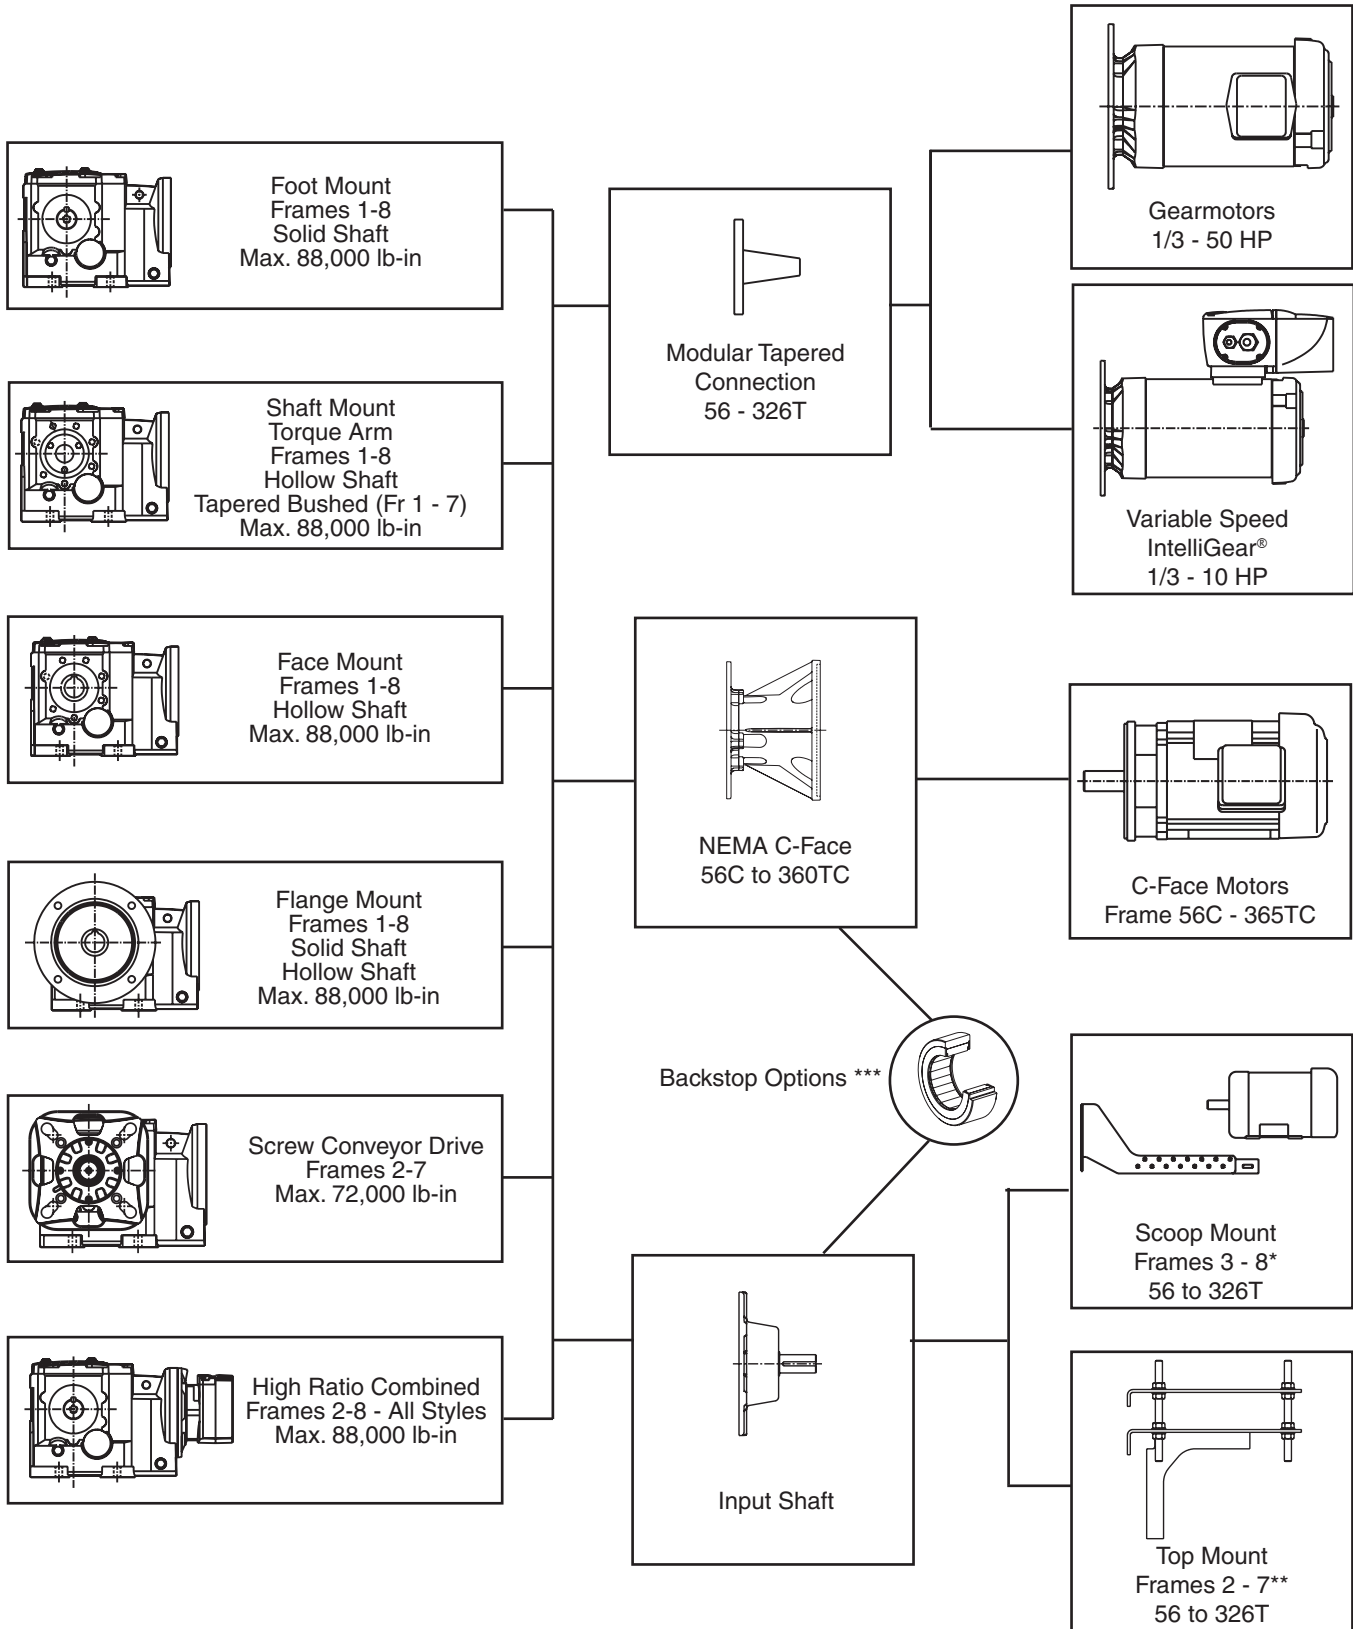 Foot Mount
Frames 1-8
Solid Shaft
Max. 88,000 lb-in
Shaft Mount
Torque Arm
Frames 1-8
Hollow Shaft
Tapered Bushed (Fr 1 - 7)
Max. 88,000 lb-in
Face Mount
Frames 1-8
Hollow Shaft
Max. 88,000 lb-in
Flange Mount
Frames 1-8
Solid Shaft
Hollow Shaft
Max. 88,000 lb-in
Screw Conveyor Drive
Frames 2-7
Max. 72,000 lb-in
High Ratio Combined
Frames 2-8 - All Styles
Max. 88,000 lb-in
Modular Tapered
Connection
56 - 326T
NEMA C-Face
56C to 360TC
Backstop Options ***
Input Shaft
Gearmotors
1/3 - 50 HP
Variable Speed
IntelliGear®
1/3 - 10 HP
C-Face Motors
Frame 56C - 365TC
Scoop Mount
Frames 3 - 8*
56 to 326T
Top Mount
Frames 2 - 7**
56 to 326T